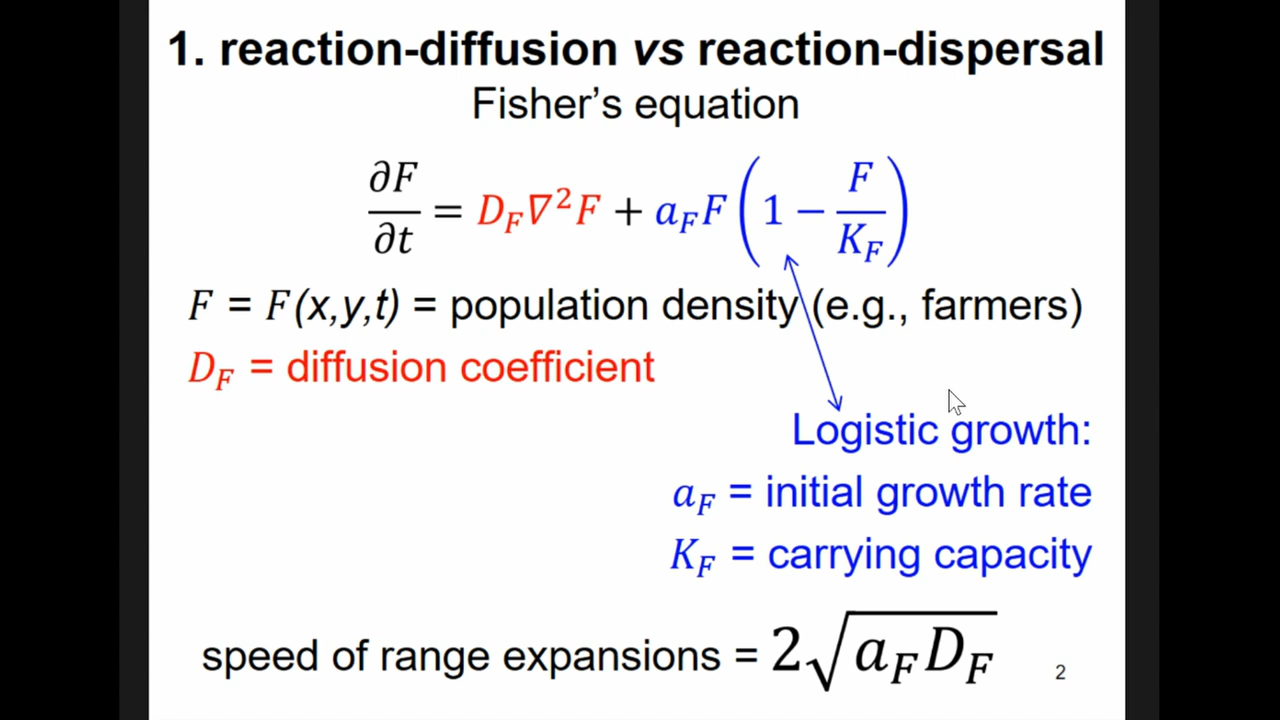 1. reaction-diffusion vs reaction-dispersal
Fisher’s equation
∂F/∂t = D_F ∇²F + a_F F (1 − F/K_F)
F = F(x,y,t) = population density (e.g., farmers)
D_F = diffusion coefficient
Logistic growth:
a_F = initial growth rate
K_F = carrying capacity
speed of range expansions = 2√(a_F D_F)
2